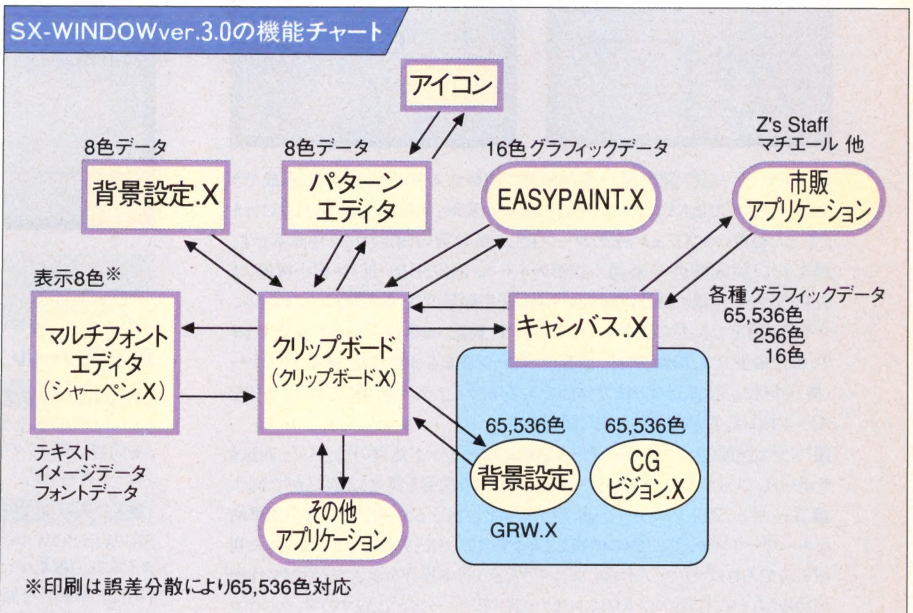 SX-WINDOWver.3.0の機能チャート
アイコン
8色データ
背景設定.X
8色データ
パターン
エディタ
16色グラフィックデータ
EASYPAINT.X
Z's Staff
マチエール 他
市販
アプリケーション
表示8色※
マルチフォント
エディタ
(シャーペン.X)
テキスト
イメージデータ
フォントデータ
クリップボード
(クリップボード.X)
キャンバス.X
各種グラフィックデータ
65,536色
256色
16色
65,536色
背景設定
GRW.X
65,536色
CG
ビジョン.X
その他
アプリケーション
※印刷は誤差分散により65,536色対応